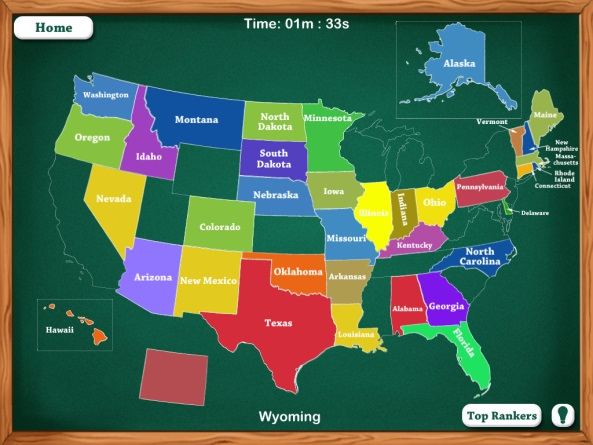 Home
Time: 01m : 33s
Alaska
Washington
Montana
North
Dakota
Minnesota
Vermont
Maine
Oregon
Idaho
South
Dakota
New
Hampshire
Massa-
chusetts
Rhode
Island
Connecticut
Nevada
Nebraska
Iowa
Illinois
Indiana
Ohio
Pennsylvania
Delaware
Colorado
Missouri
Kentucky
North
Carolina
Arizona
New Mexico
Oklahoma
Arkansas
Texas
Louisiana
Alabama
Georgia
Florida
Hawaii
Wyoming
Top Rankers